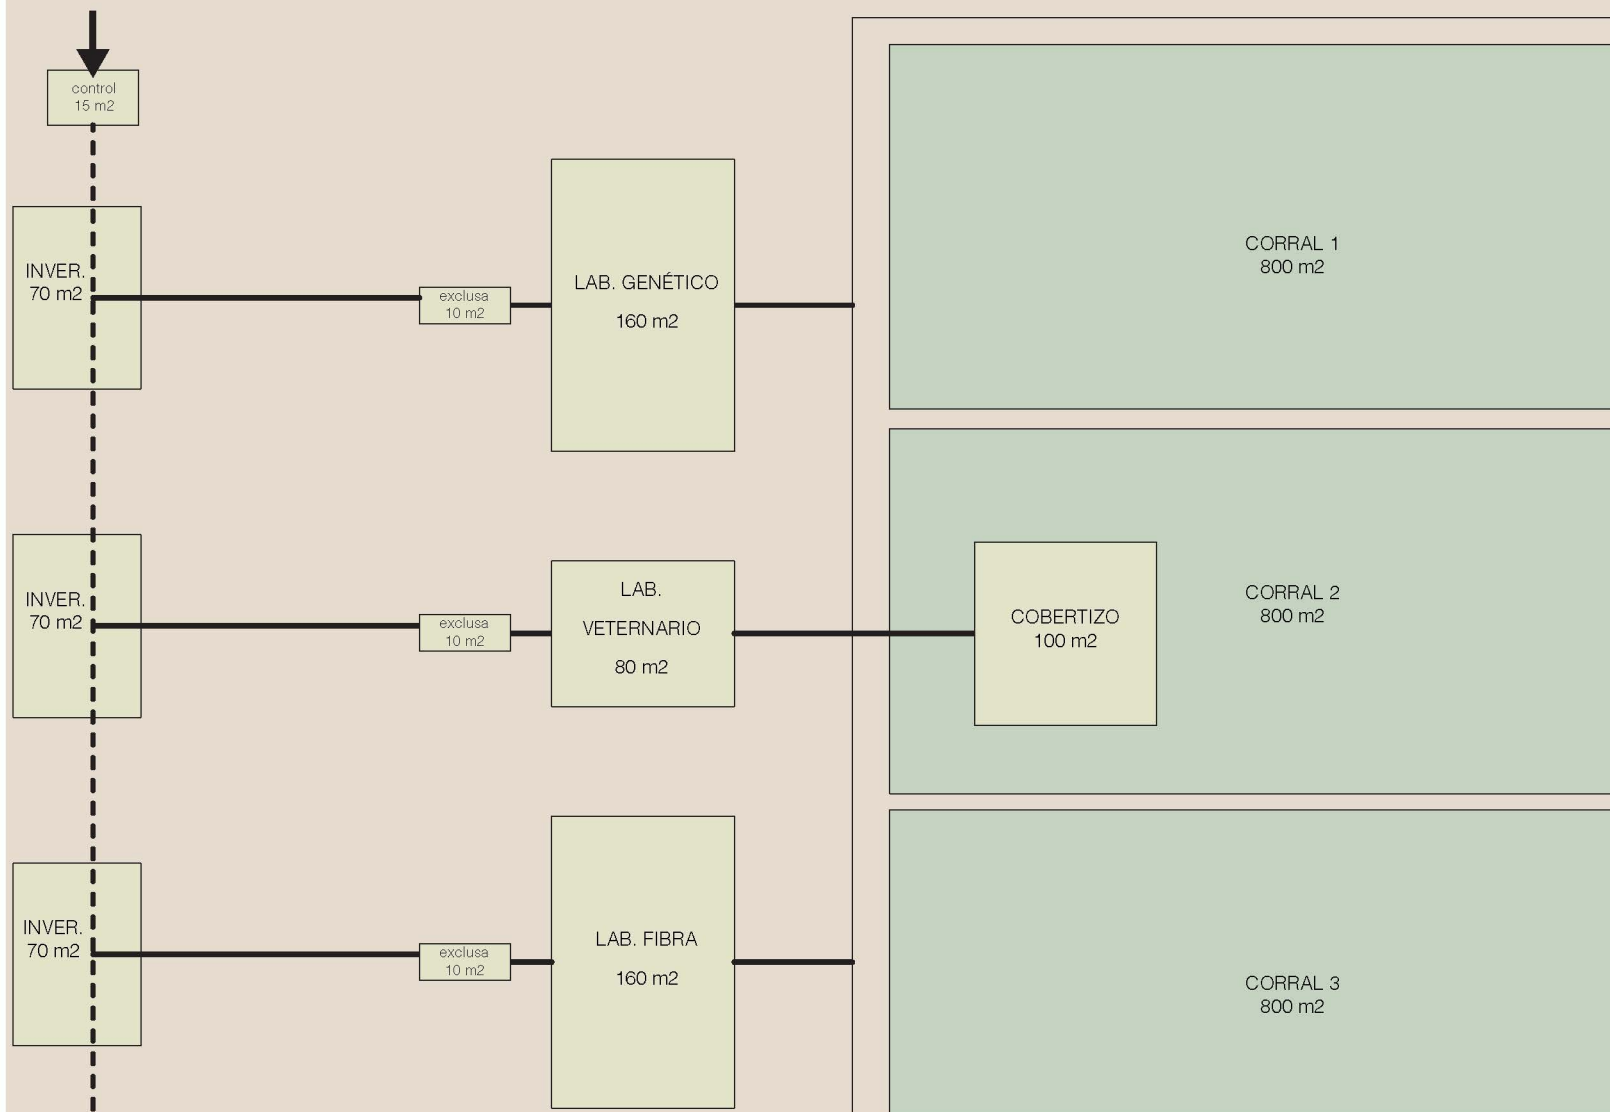 control
15 m2
INVER.
70 m2
exclusa
10 m2
LAB. GENÉTICO
160 m2
CORRAL 1
800 m2
INVER.
70 m2
exclusa
10 m2
LAB.
VETERNARIO
80 m2
COBERTIZO
100 m2
CORRAL 2
800 m2
INVER.
70 m2
exclusa
10 m2
LAB. FIBRA
160 m2
CORRAL 3
800 m2